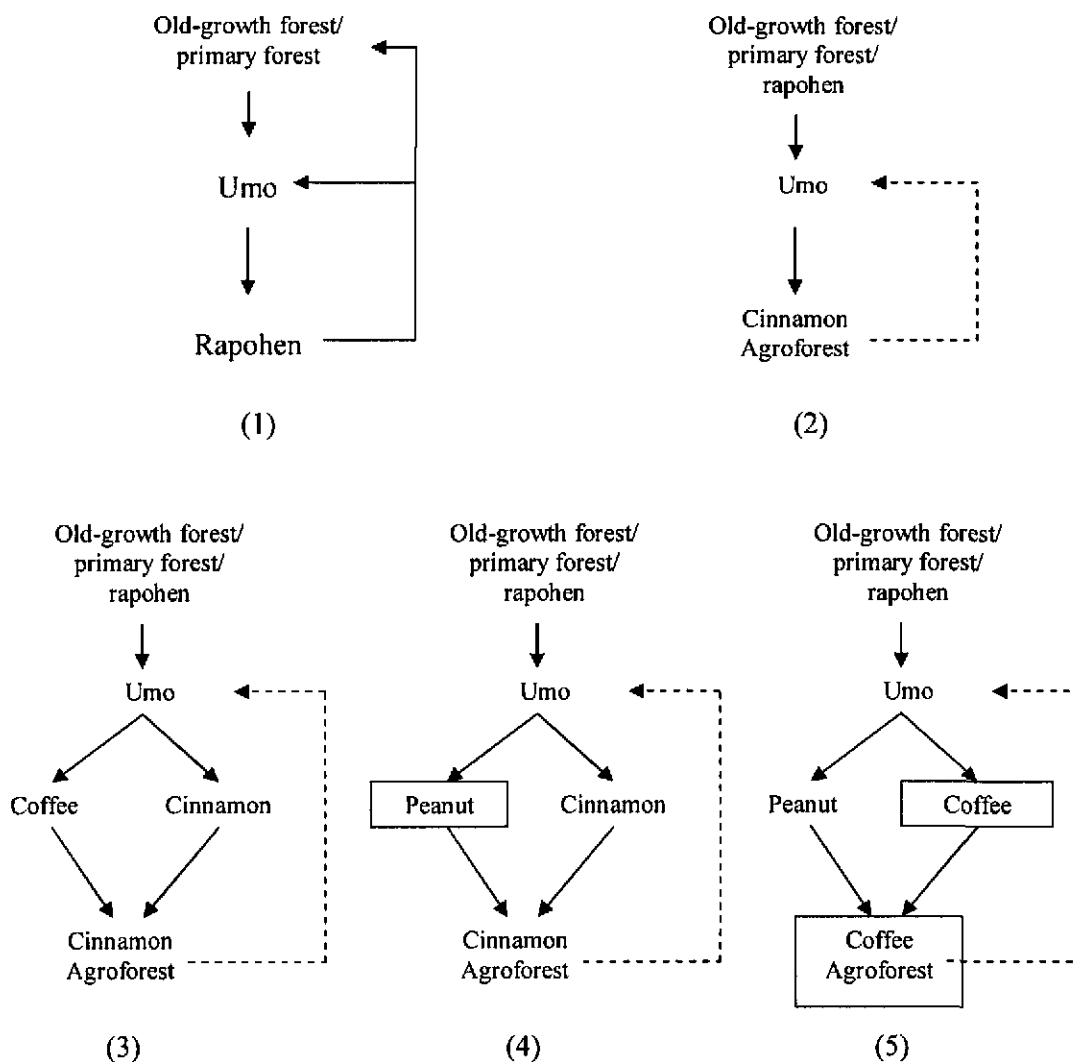 Old-growth forest/
primary forest
Umo
Rapohen
(1)
Old-growth forest/
primary forest/
rapohen
Umo
Cinnamon
Agroforest
(2)
Old-growth forest/
primary forest/
rapohen
Umo
Coffee
Cinnamon
Cinnamon
Agroforest
(3)
Old-growth forest/
primary forest/
rapohen
Umo
Peanut
Cinnamon
Cinnamon
Agroforest
(4)
Old-growth forest/
primary forest/
rapohen
Umo
Peanut
Coffee
Coffee
Agroforest
(5)